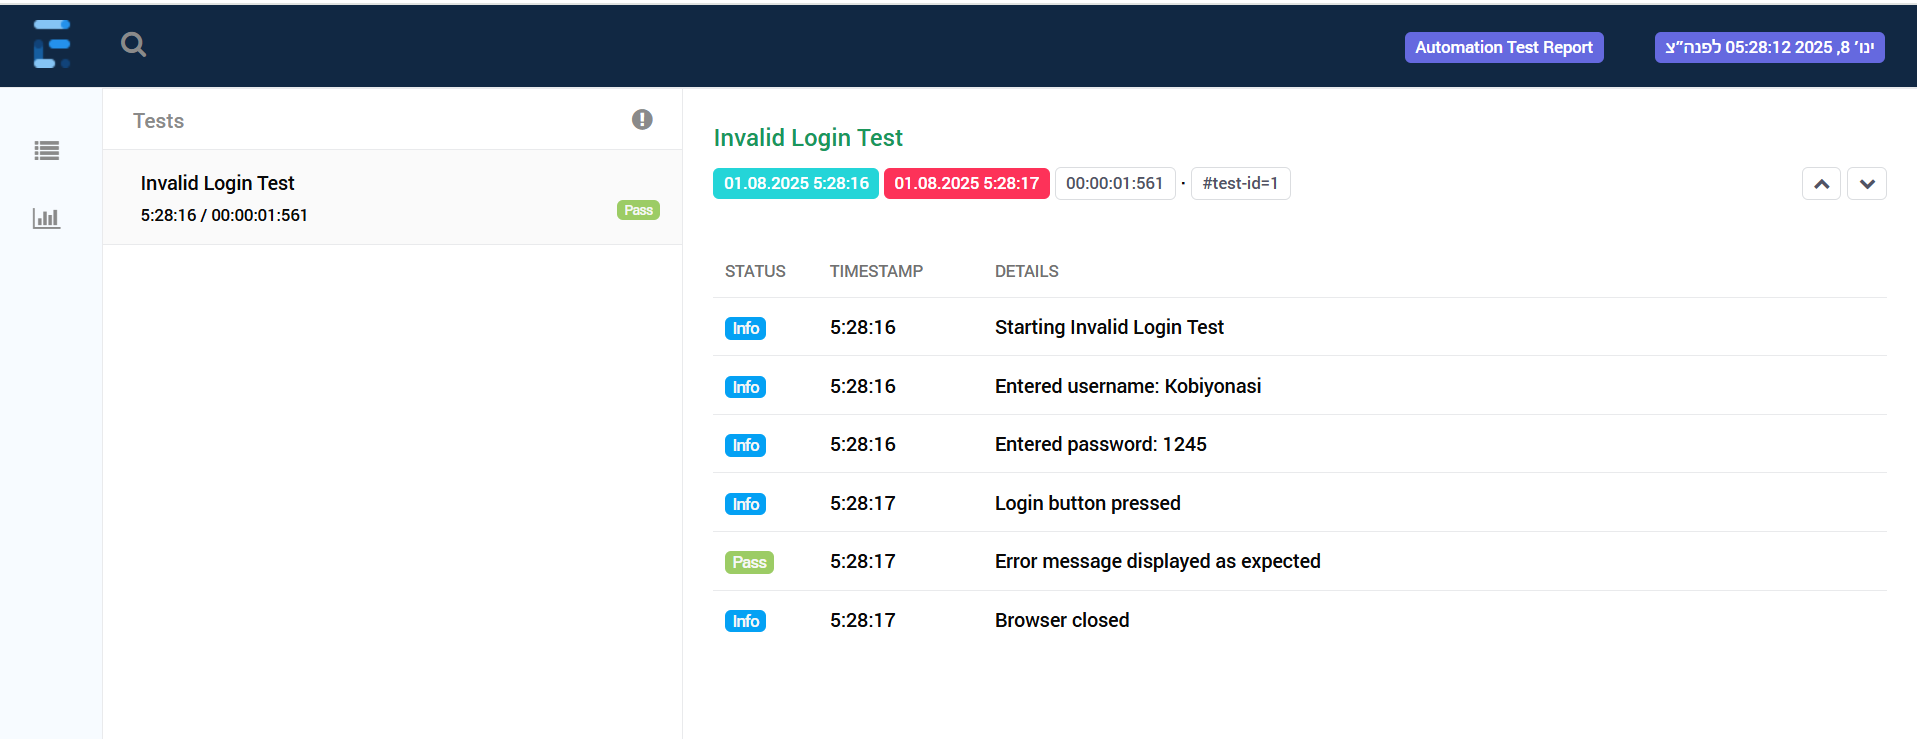 Automation Test Report
ינו׳ 8, 2025 05:28:12 לפנה״צ
Tests
Invalid Login Test
5:28:16 / 00:00:01:561
Pass
Invalid Login Test
01.08.2025 5:28:16 01.08.2025 5:28:17 00:00:01:561 · #test-id=1
STATUS TIMESTAMP DETAILS
Info 5:28:16 Starting Invalid Login Test
Info 5:28:16 Entered username: Kobiyonasi
Info 5:28:16 Entered password: 1245
Info 5:28:17 Login button pressed
Pass 5:28:17 Error message displayed as expected
Info 5:28:17 Browser closed